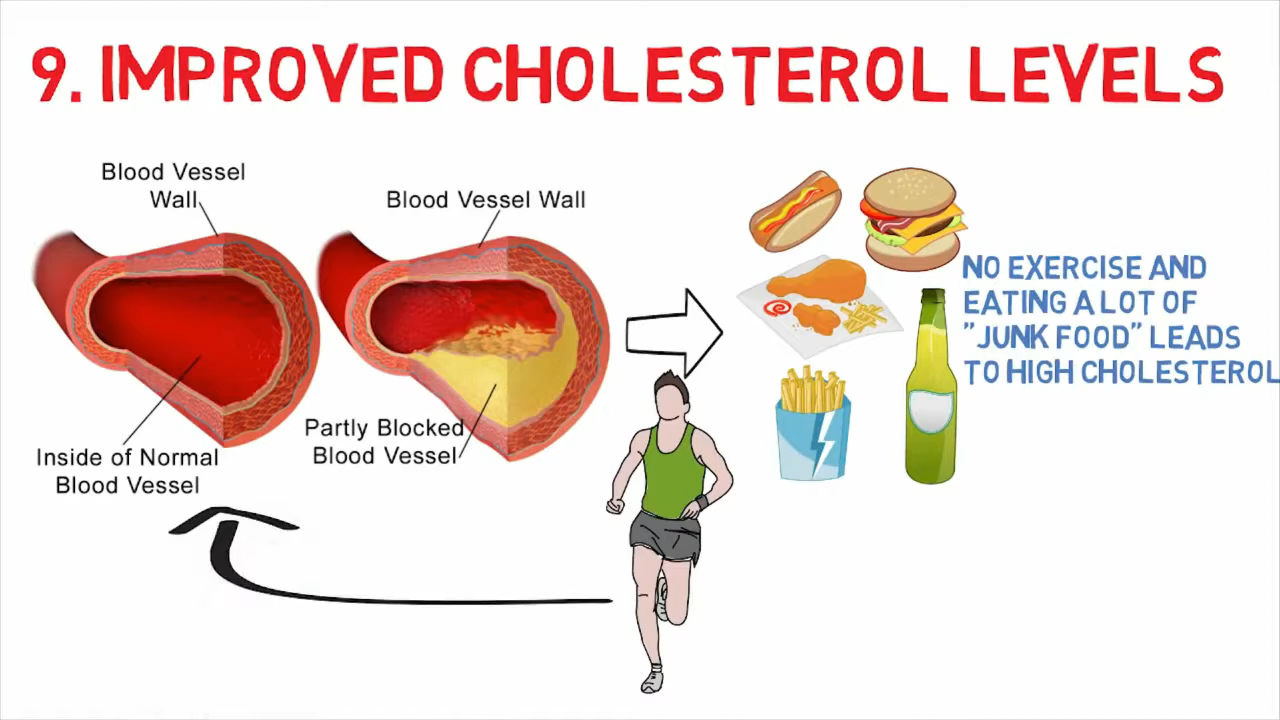 9. IMPROVED CHOLESTEROL LEVELS
Blood Vessel
Wall
Blood Vessel Wall
Inside of Normal
Blood Vessel
Partly Blocked
Blood Vessel
NO EXERCISE AND
EATING A LOT OF
"JUNK FOOD" LEADS
TO HIGH CHOLESTEROL